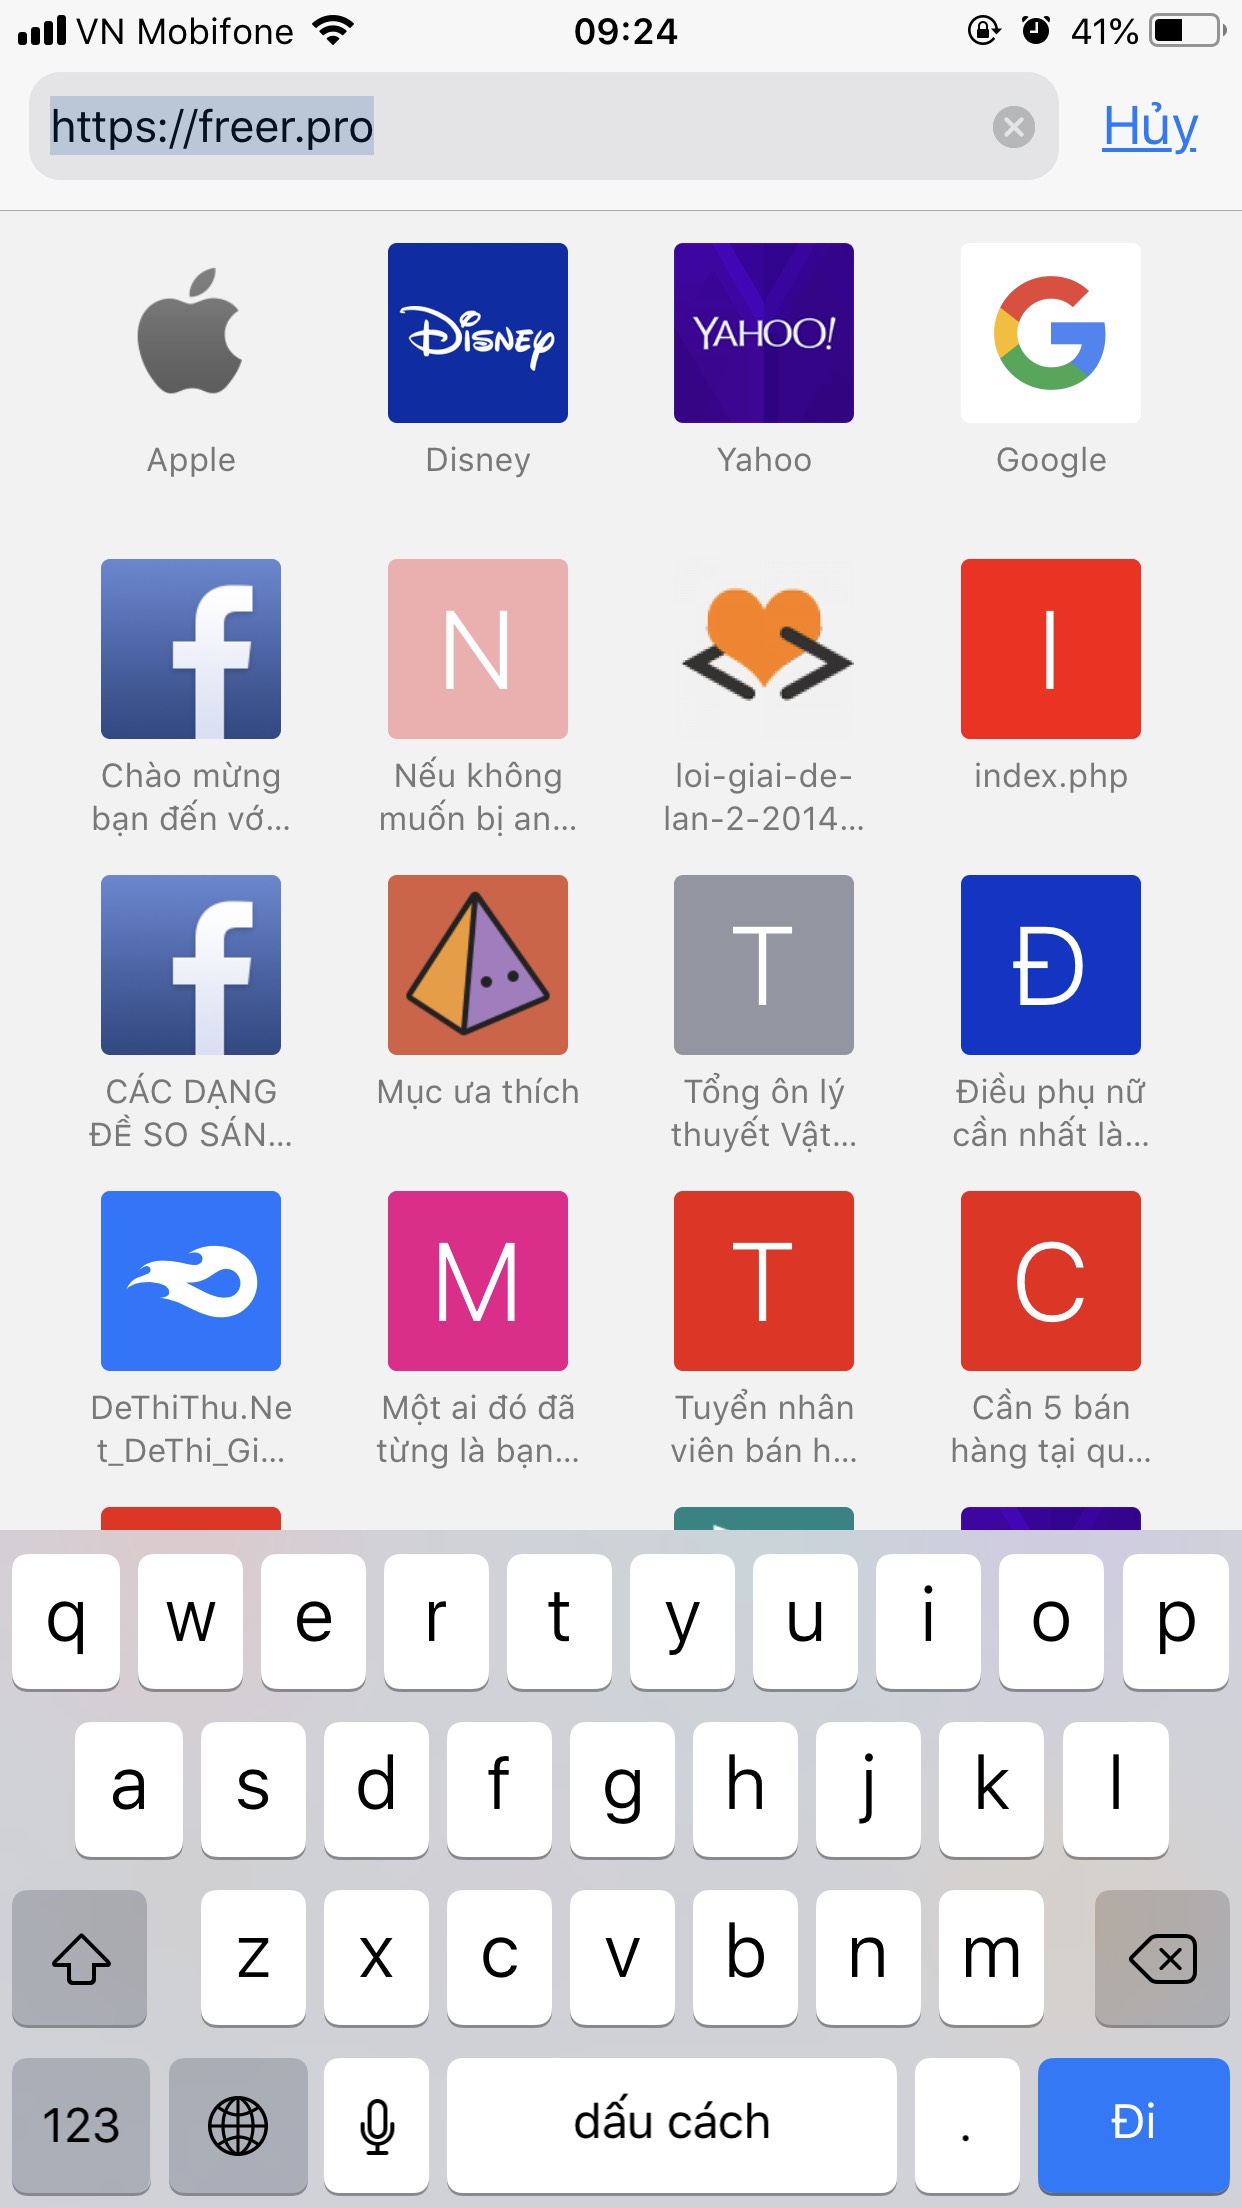 VN Mobifone 09:24 41%
https://freer.pro Hủy
Disney YAHOO! G
Apple Disney Yahoo Google
f N < > I
Chào mừng Nếu không loi-giai-de- index.php
bạn đến vớ... muốn bị an... lan-2-2014...
f T Đ
CÁC DẠNG Mục ưa thích Tổng ôn lý Điều phụ nữ
ĐỀ SO SÁN... thuyết Vật... cần nhất là...
M T C
DeThiThu.Ne Một ai đó đã Tuyển nhân Cần 5 bán
t_DeThi_Gi... từng là bạn... viên bán h... hàng tại qu...
q w e r t y u i o p
a s d f g h j k l
z x c v b n m
123 dấu cách . Đi